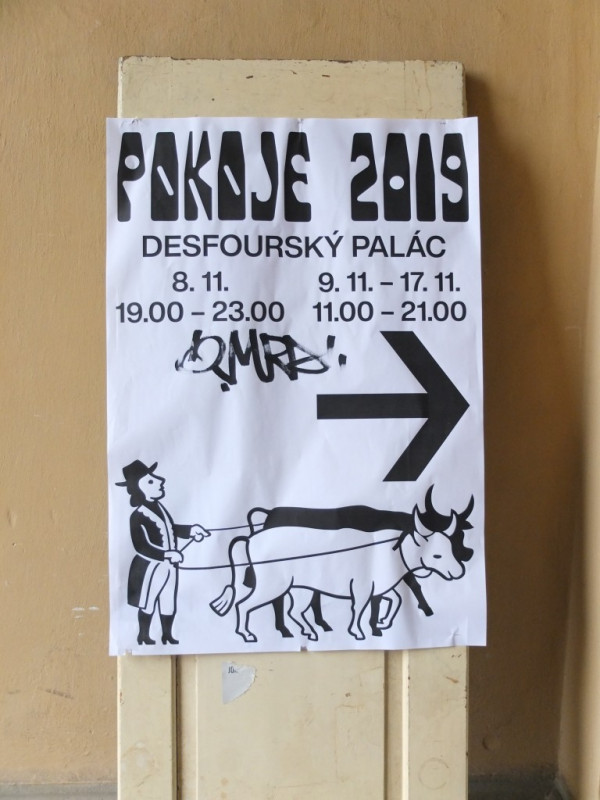 POKOJE 2019
DESFOURSKÝ PALÁC
8. 11.
19.00 – 23.00
9. 11. – 17. 11.
11.00 – 21.00